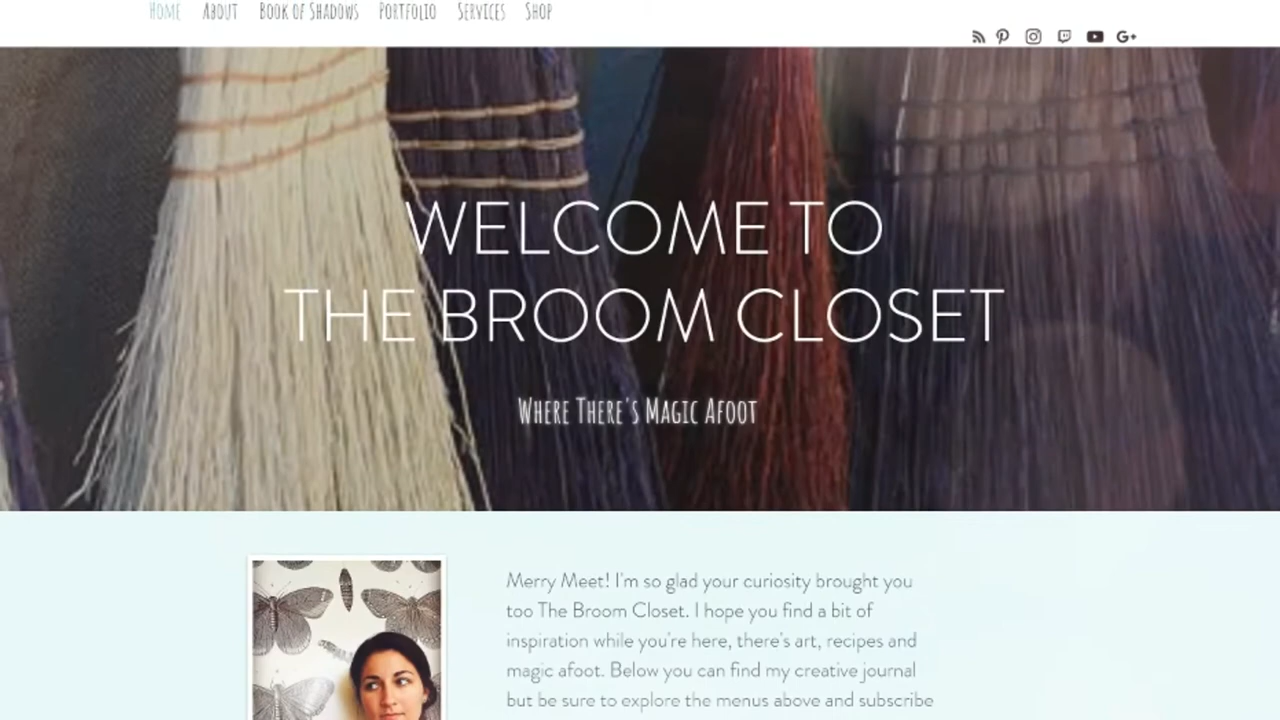 Home About Book of Shadows Portfolio Services Shop
G+
WELCOME TO
THE BROOM CLOSET
Where There's Magic Afoot
Merry Meet! I'm so glad your curiosity brought you
too The Broom Closet. I hope you find a bit of
inspiration while you're here, there's art, recipes and
magic afoot. Below you can find my creative journal
but be sure to explore the menus above and subscribe